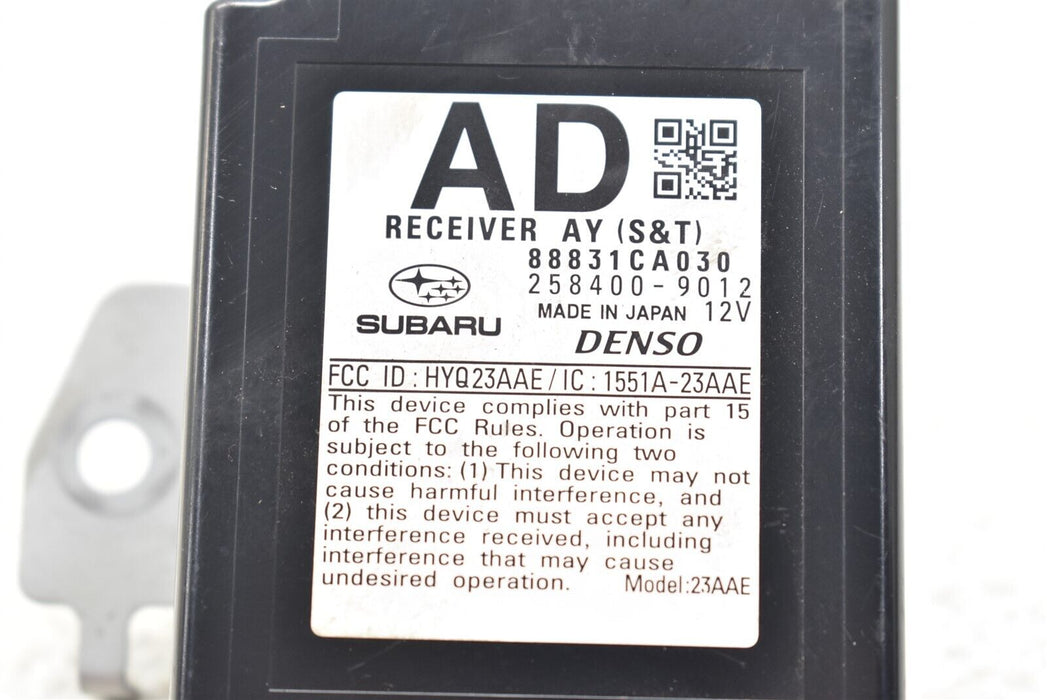 AD
RECEIVER AY (S&T)
88831CA030
258400-9012
MADE IN JAPAN 12V
SUBARU
DENSO
FCC ID : HYQ23AAE / IC : 1551A-23AAE
This device complies with part 15
of the FCC Rules. Operation is
subject to the following two
conditions: (1) This device may not
cause harmful interference, and
(2) this device must accept any
interference received, including
interference that may cause
undesired operation. Model:23AAE